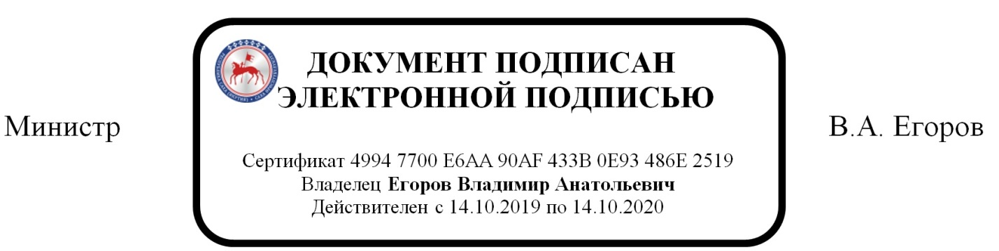 ДОКУМЕНТ ПОДПИСАН
ЭЛЕКТРОННОЙ ПОДПИСЬЮ
Министр
В.А. Егоров
Сертификат 4994 7700 E6AA 90AF 433B 0E93 486E 2519
Владелец Егоров Владимир Анатольевич
Действителен с 14.10.2019 по 14.10.2020